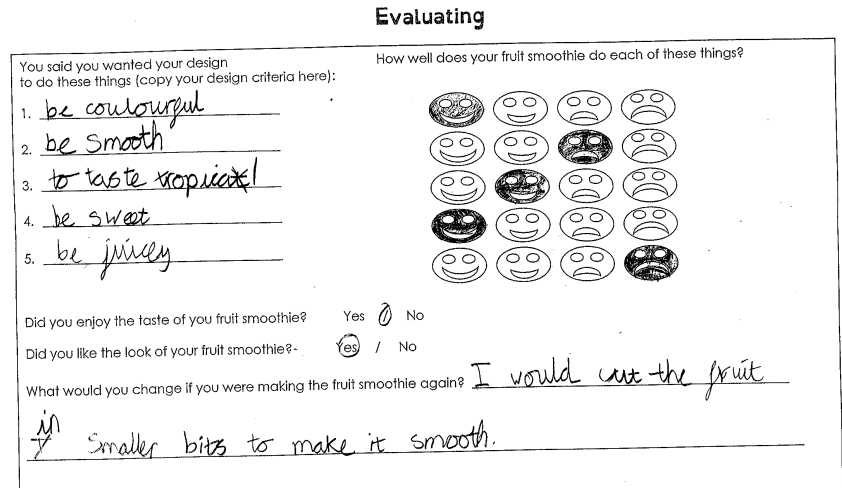 Evaluating
You said you wanted your design
to do these things (copy your design criteria here):
How well does your fruit smoothie do each of these things?
1. be coulourful
2. be smooth
3. to taste tropical
4. be sweet
5. be juicey
Did you enjoy the taste of you fruit smoothie? Yes / No
Did you like the look of your fruit smoothie?- Yes / No
What would you change if you were making the fruit smoothie again? I would cut the fruit
in smaller bits to make it smooth.